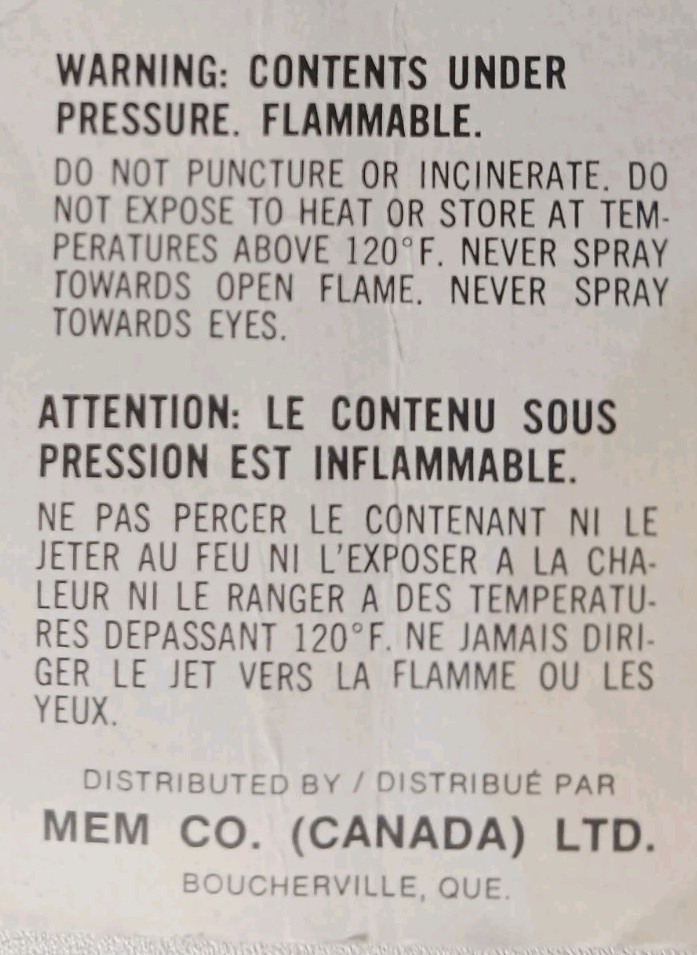 WARNING: CONTENTS UNDER
PRESSURE. FLAMMABLE.
DO NOT PUNCTURE OR INCINERATE. DO
NOT EXPOSE TO HEAT OR STORE AT TEM-
PERATURES ABOVE 120°F. NEVER SPRAY
TOWARDS OPEN FLAME. NEVER SPRAY
TOWARDS EYES.
ATTENTION: LE CONTENU SOUS
PRESSION EST INFLAMMABLE.
NE PAS PERCER LE CONTENANT NI LE
JETER AU FEU NI L'EXPOSER A LA CHA-
LEUR NI LE RANGER A DES TEMPERATU-
RES DEPASSANT 120°F. NE JAMAIS DIRI-
GER LE JET VERS LA FLAMME OU LES
YEUX.
DISTRIBUTED BY / DISTRIBUÉ PAR
MEM CO. (CANADA) LTD.
BOUCHERVILLE, QUE.